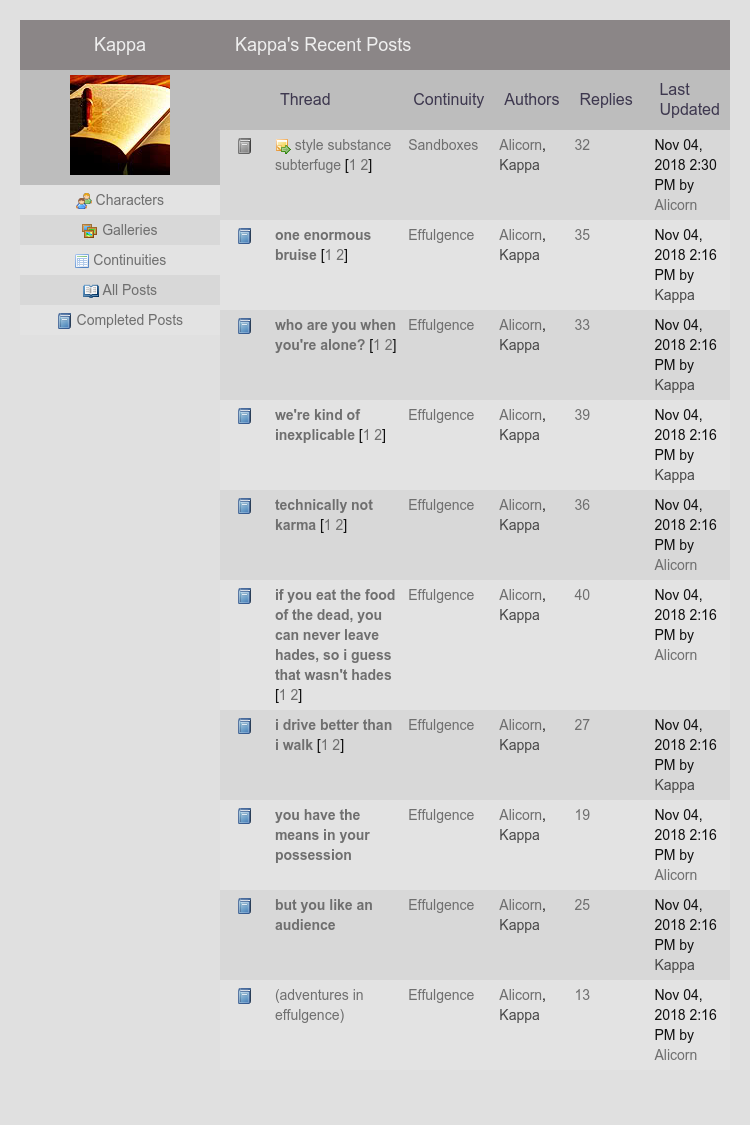 Kappa
Kappa's Recent Posts
Characters
Galleries
Continuities
All Posts
Completed Posts
Thread Continuity Authors Replies Last
Updated
style substance Sandboxes Alicorn, 32 Nov 04,
subterfuge [1 2] Kappa 2018 2:30
PM by
Alicorn
one enormous Effulgence Alicorn, 35 Nov 04,
bruise [1 2] Kappa 2018 2:16
PM by
Kappa
who are you when Effulgence Alicorn, 33 Nov 04,
you're alone? [1 2] Kappa 2018 2:16
PM by
Kappa
we're kind of Effulgence Alicorn, 39 Nov 04,
inexplicable [1 2] Kappa 2018 2:16
PM by
Kappa
technically not Effulgence Alicorn, 36 Nov 04,
karma [1 2] Kappa 2018 2:16
PM by
Alicorn
if you eat the food Effulgence Alicorn, 40 Nov 04,
of the dead, you Kappa 2018 2:16
can never leave PM by
hades, so i guess Alicorn
that wasn't hades
[1 2]
i drive better than Effulgence Alicorn, 27 Nov 04,
i walk [1 2] Kappa 2018 2:16
PM by
Kappa
you have the Effulgence Alicorn, 19 Nov 04,
means in your Kappa 2018 2:16
possession PM by
Alicorn
but you like an Effulgence Alicorn, 25 Nov 04,
audience Kappa 2018 2:16
PM by
Kappa
(adventures in Effulgence Alicorn, 13 Nov 04,
effulgence) Kappa 2018 2:16
PM by
Alicorn